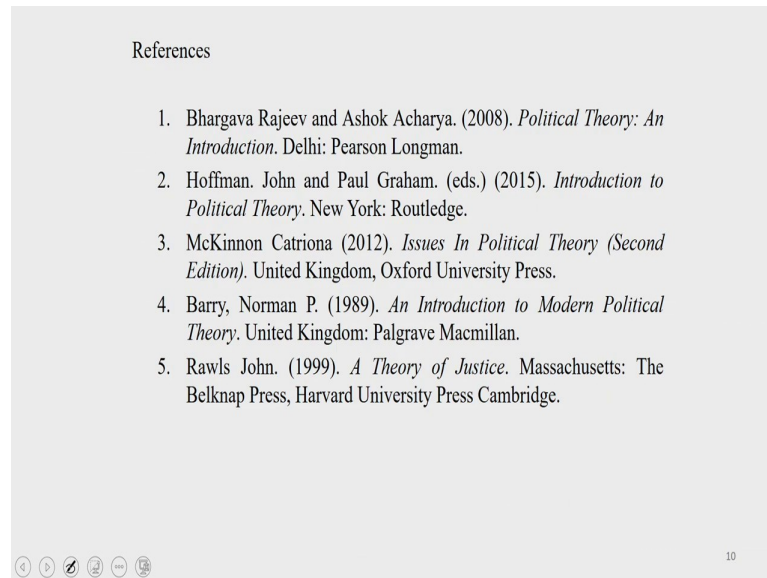 References
1. Bhargava Rajeev and Ashok Acharya. (2008). Political Theory: An
Introduction. Delhi: Pearson Longman.
2. Hoffman. John and Paul Graham. (eds.) (2015). Introduction to
Political Theory. New York: Routledge.
3. McKinnon Catriona (2012). Issues In Political Theory (Second
Edition). United Kingdom, Oxford University Press.
4. Barry, Norman P. (1989). An Introduction to Modern Political
Theory. United Kingdom: Palgrave Macmillan.
5. Rawls John. (1999). A Theory of Justice. Massachusetts: The
Belknap Press, Harvard University Press Cambridge.
10